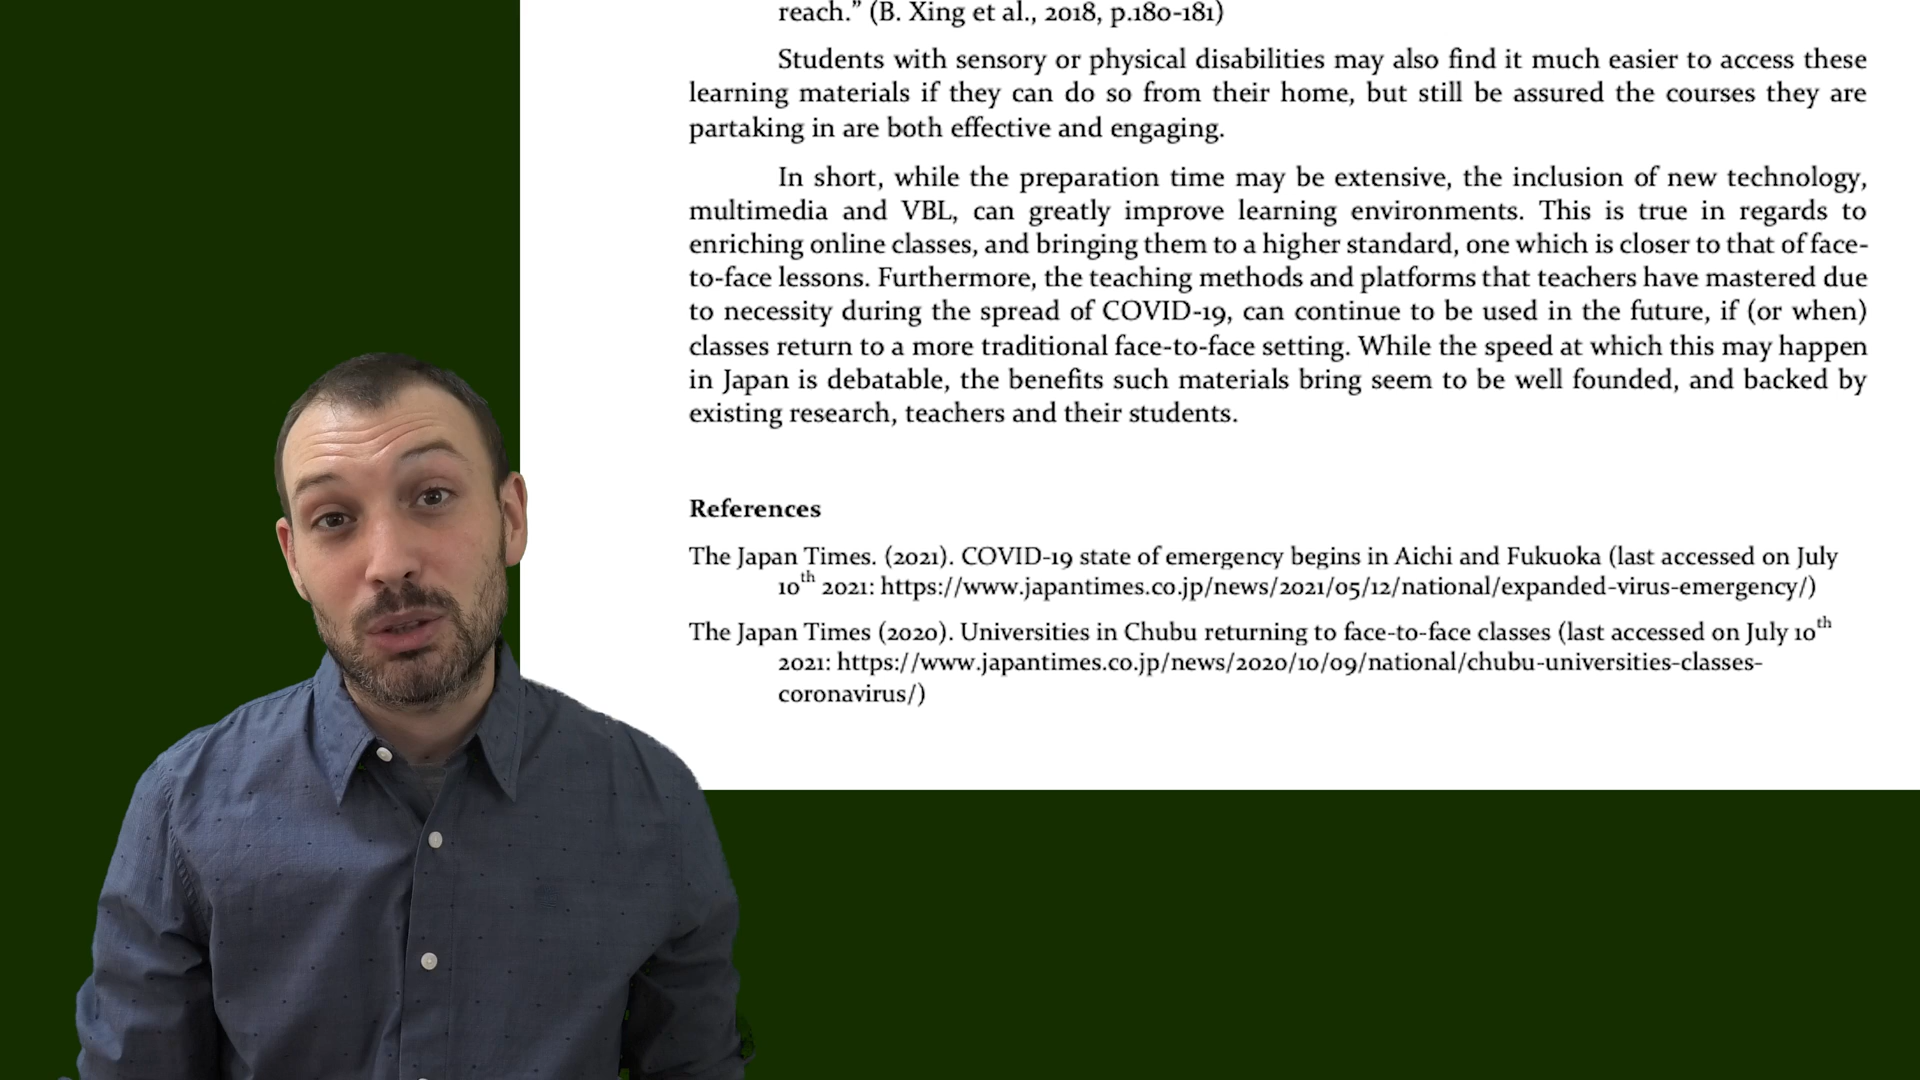 reach.” (B. Xing et al., 2018, p.180-181)
Students with sensory or physical disabilities may also find it much easier to access these
learning materials if they can do so from their home, but still be assured the courses they are
partaking in are both effective and engaging.
In short, while the preparation time may be extensive, the inclusion of new technology,
multimedia and VBL, can greatly improve learning environments. This is true in regards to
enriching online classes, and bringing them to a higher standard, one which is closer to that of face-
to-face lessons. Furthermore, the teaching methods and platforms that teachers have mastered due
to necessity during the spread of COVID-19, can continue to be used in the future, if (or when)
classes return to a more traditional face-to-face setting. While the speed at which this may happen
in Japan is debatable, the benefits such materials bring seem to be well founded, and backed by
existing research, teachers and their students.
References
The Japan Times. (2021). COVID-19 state of emergency begins in Aichi and Fukuoka (last accessed on July
10th 2021: https://www.japantimes.co.jp/news/2021/05/12/national/expanded-virus-emergency/)
The Japan Times (2020). Universities in Chubu returning to face-to-face classes (last accessed on July 10th
2021: https://www.japantimes.co.jp/news/2020/10/09/national/chubu-universities-classes-
coronavirus/)